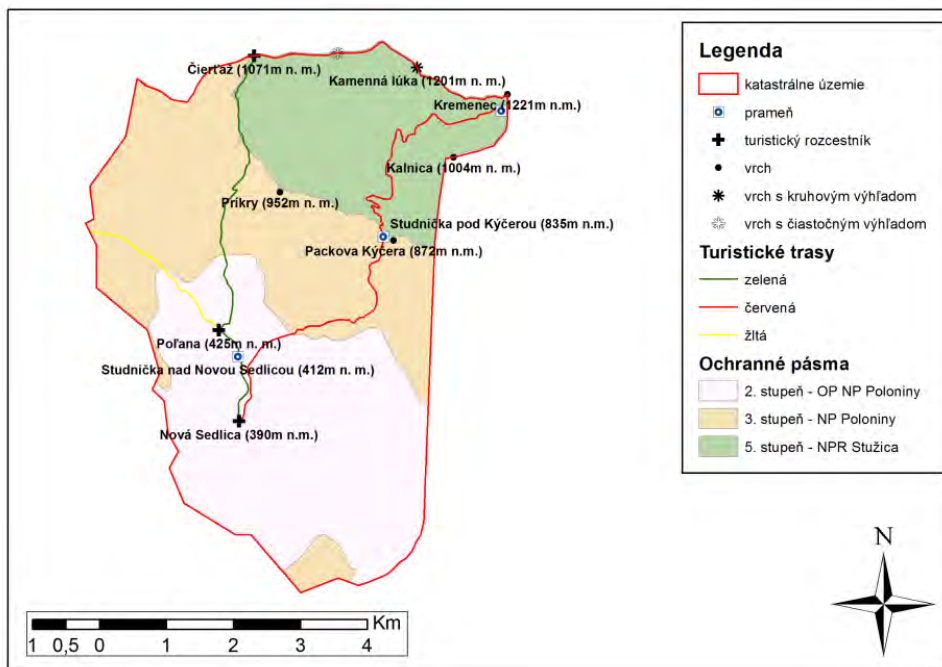 Čierťaž (1071m n. m.)
Kamenná lúka (1201m n. m.)
Kremenec (1221m n.m.)
Kalnica (1004m n. m.)
Príkry (952m n. m.)
Studnička pod Kýčerou (835m n. m.)
Packova Kýčera (872m n.m.)
Poľana (425m n. m.)
Studnička nad Novou Sedlicou (412m n. m.)
Nová Sedlica (390m n.m.)
Km
1 0,5 0 1 2 3 4
Legenda
katastrálne územie
prameň
turistický rozcestník
vrch
vrch s kruhovým výhľadom
vrch s čiastočným výhľadom
Turistické trasy
zelená
červená
žltá
Ochranné pásma
2. stupeň - OP NP Poloniny
3. stupeň - NP Poloniny
5. stupeň - NPR Stužica
N